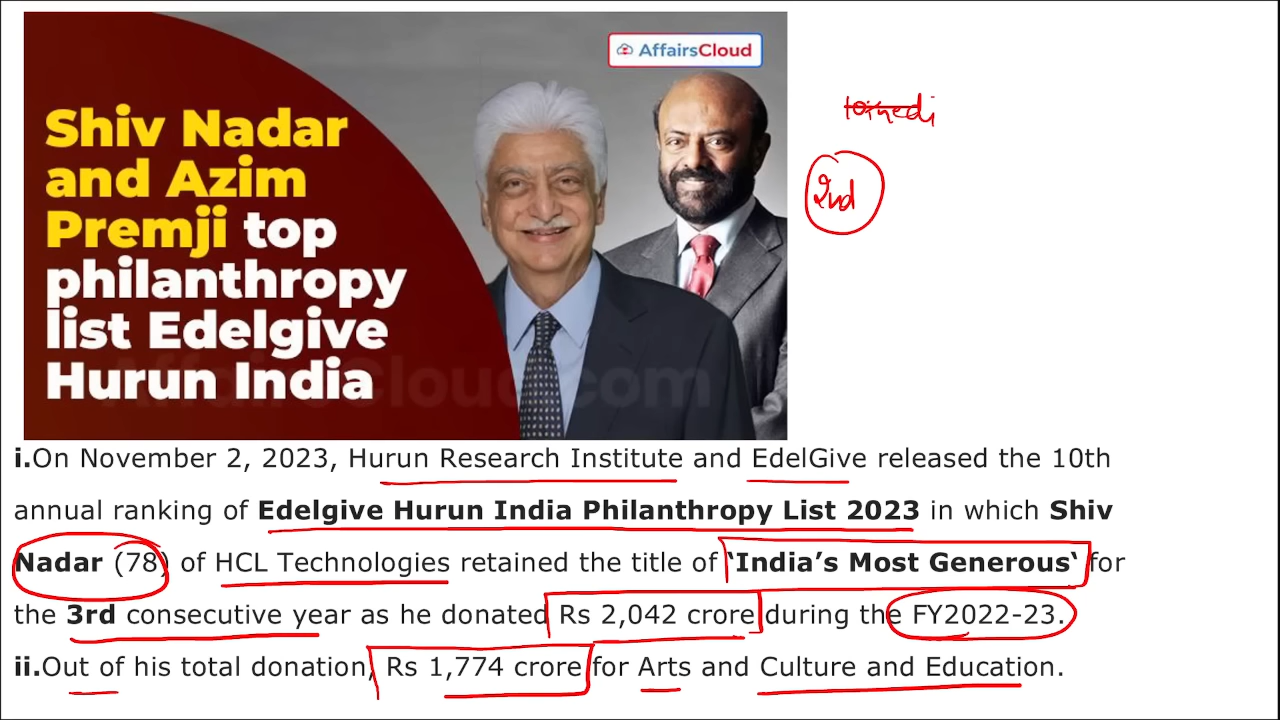 AffairsCloud
Shiv Nadar
and Azim
Premji top
philanthropy
list Edelgive
Hurun India
2nd
i.On November 2, 2023, Hurun Research Institute and EdelGive released the 10th
annual ranking of Edelgive Hurun India Philanthropy List 2023 in which Shiv
Nadar (78) of HCL Technologies retained the title of ‘India’s Most Generous‘ for
the 3rd consecutive year as he donated Rs 2,042 crore during the FY2022-23.
ii.Out of his total donation, Rs 1,774 crore for Arts and Culture and Education.